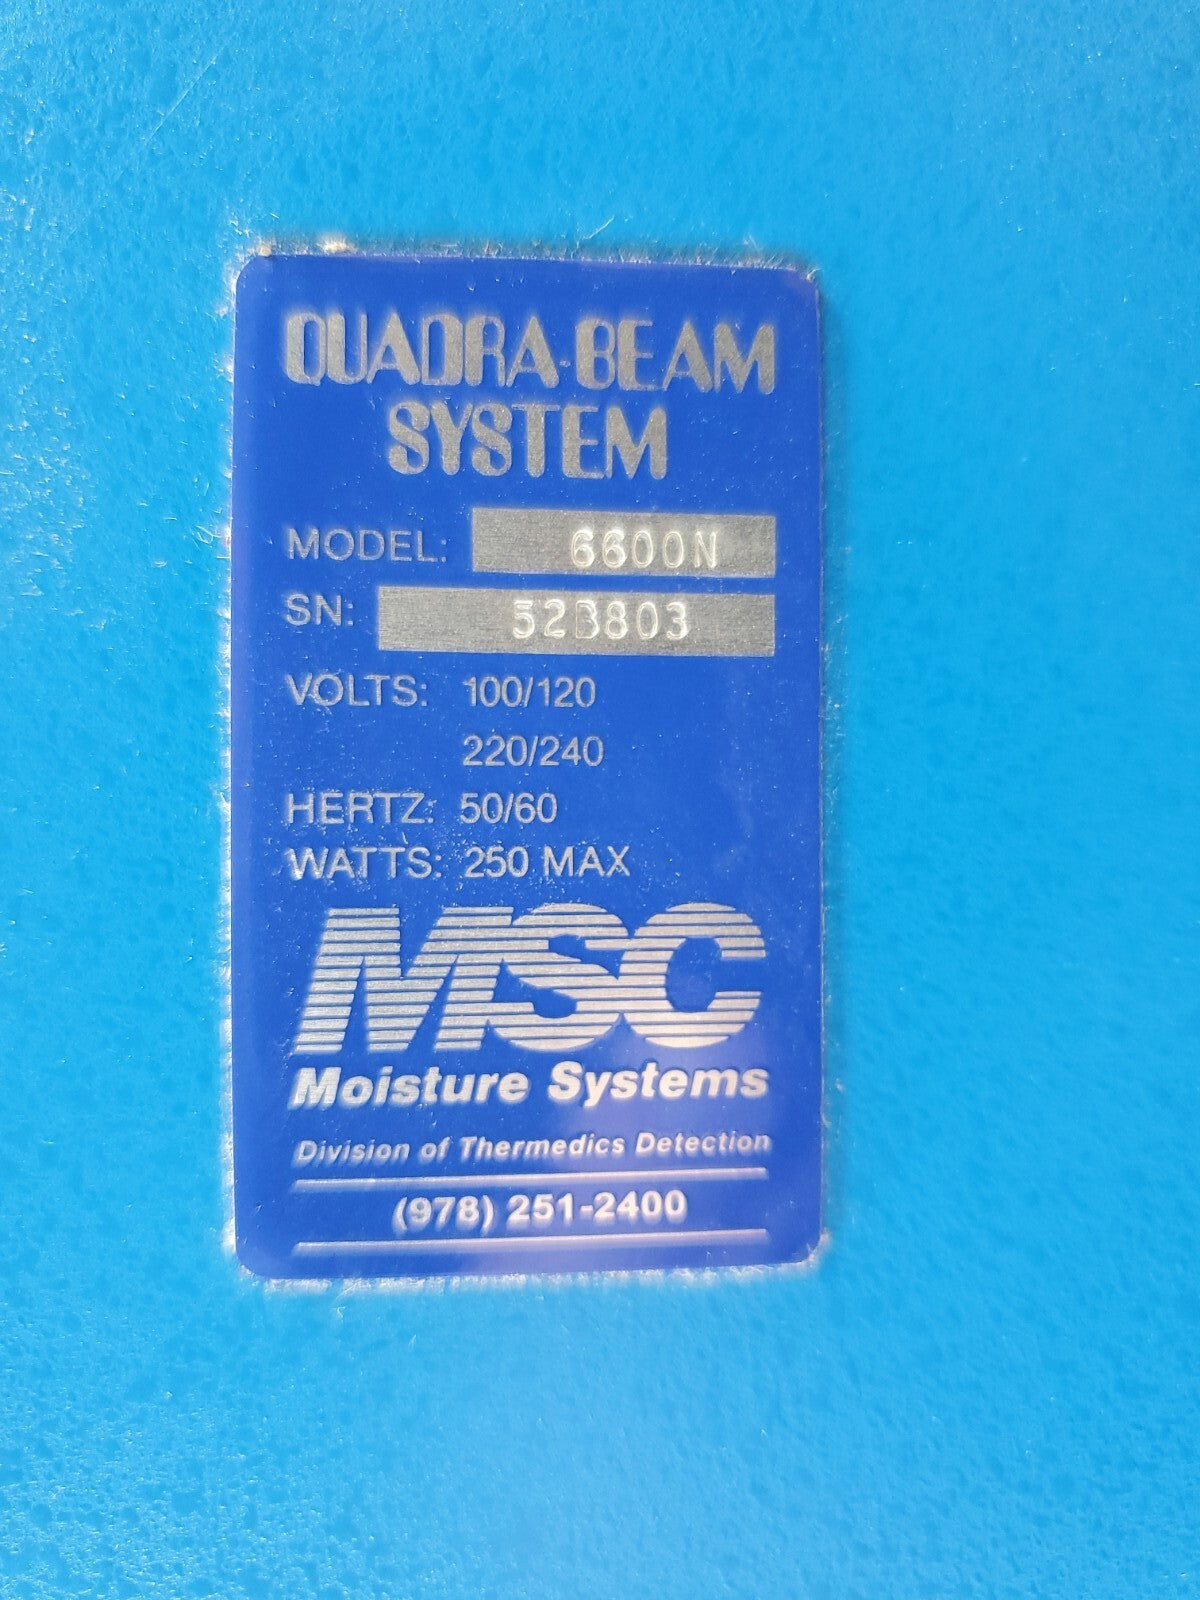 QUADRA-BEAM
SYSTEM
MODEL: 6600N
SN: 52B803
VOLTS: 100/120
220/240
HERTZ: 50/60
WATTS: 250 MAX
MSC
Moisture Systems
Division of Thermedics Detection
(978) 251-2400